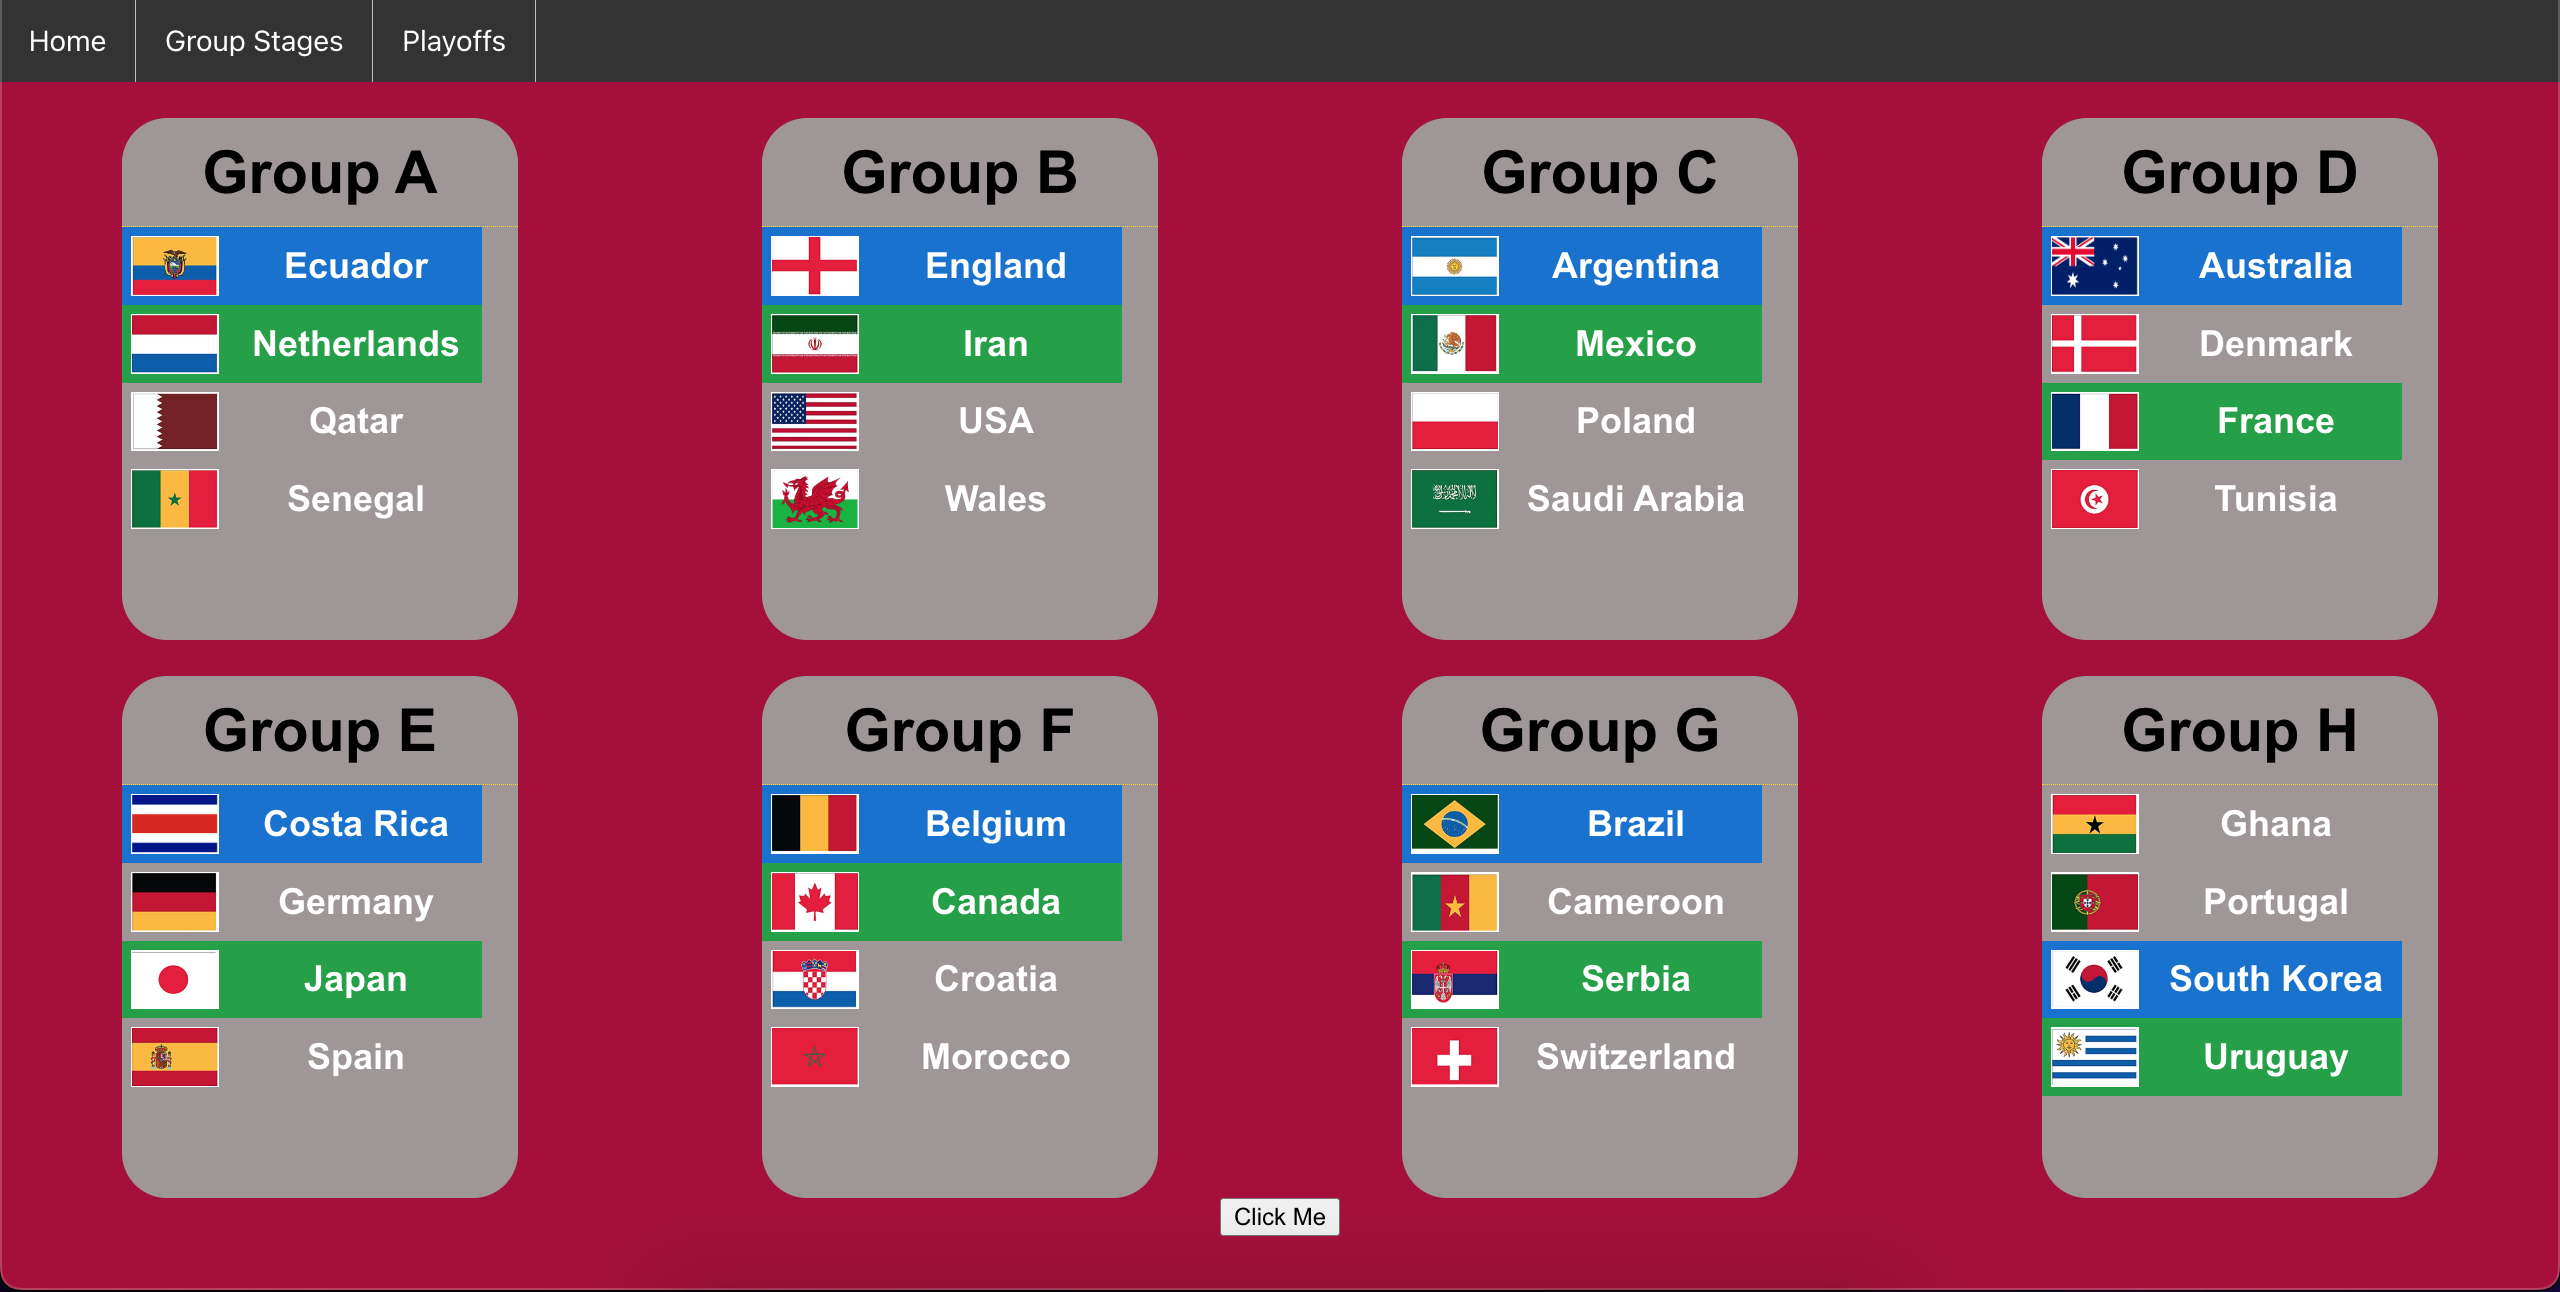 Home Group Stages Playoffs
Group A
Ecuador
Netherlands
Qatar
Senegal
Group B
England
Iran
USA
Wales
Group C
Argentina
Mexico
Poland
Saudi Arabia
Group D
Australia
Denmark
France
Tunisia
Group E
Costa Rica
Germany
Japan
Spain
Group F
Belgium
Canada
Croatia
Morocco
Group G
Brazil
Cameroon
Serbia
Switzerland
Group H
Ghana
Portugal
South Korea
Uruguay
Click Me